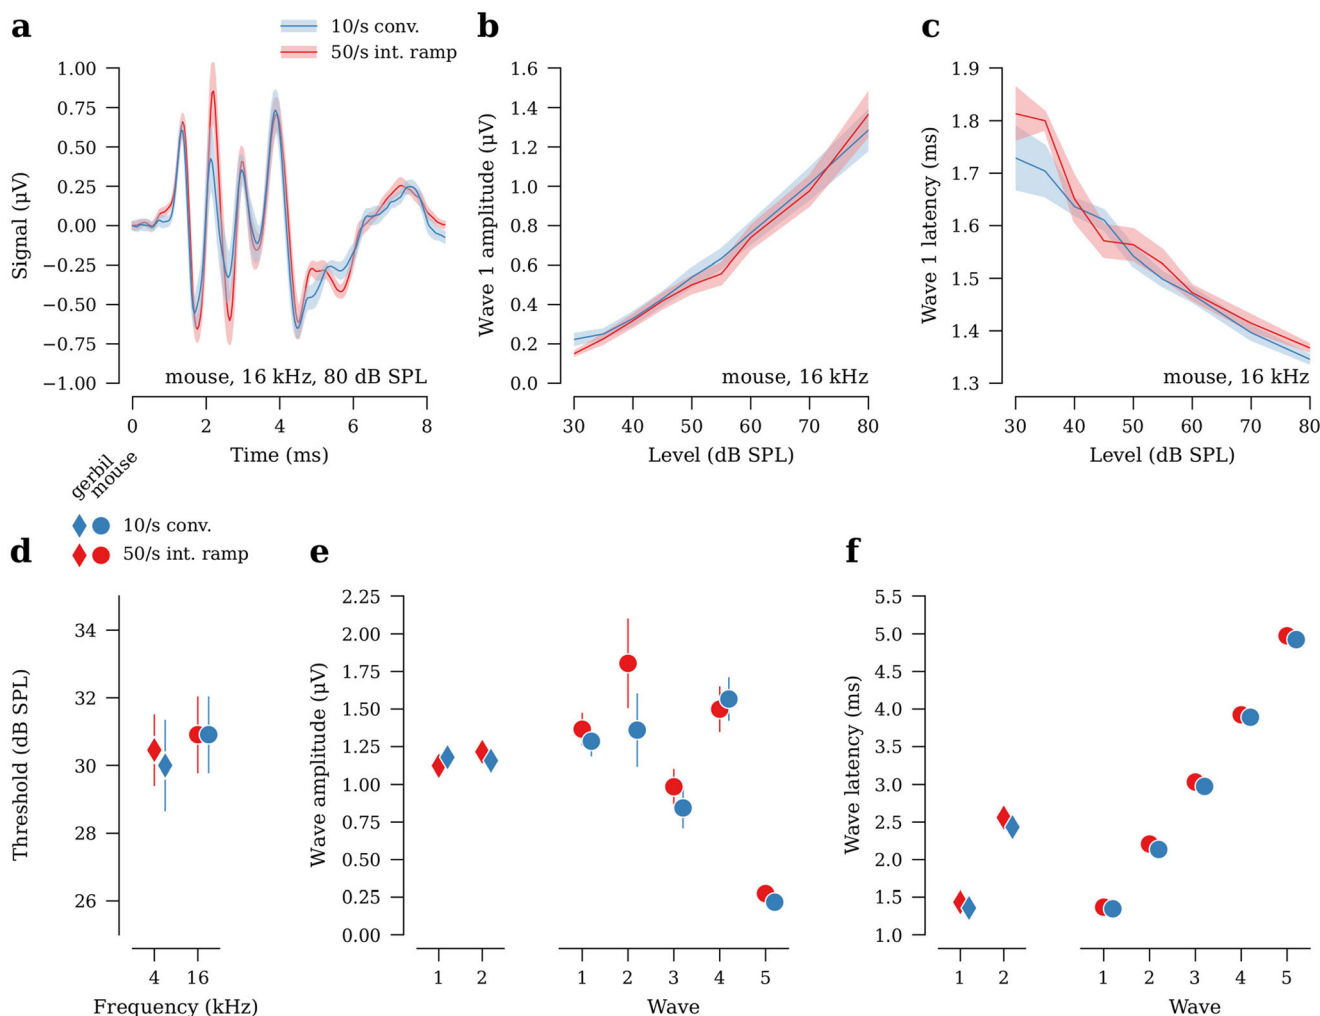 a
10/s conv.
50/s int. ramp
Signal (µV)
1.00
0.75
0.50
0.25
0.00
−0.25
−0.50
−0.75
−1.00
mouse, 16 kHz, 80 dB SPL
0 2 4 6 8
Time (ms)
b
Wave 1 amplitude (µV)
1.6
1.4
1.2
1.0
0.8
0.6
0.4
0.2
0.0
mouse, 16 kHz
30 40 50 60 70 80
Level (dB SPL)
c
Wave 1 latency (ms)
1.9
1.8
1.7
1.6
1.5
1.4
1.3
mouse, 16 kHz
30 40 50 60 70 80
Level (dB SPL)
gerbil
mouse
10/s conv.
50/s int. ramp
d
Threshold (dB SPL)
34
32
30
28
26
4 16
Frequency (kHz)
e
Wave amplitude (µV)
2.25
2.00
1.75
1.50
1.25
1.00
0.75
0.50
0.25
0.00
1 2 1 2 3 4 5
Wave
f
Wave latency (ms)
5.5
5.0
4.5
4.0
3.5
3.0
2.5
2.0
1.5
1.0
1 2 1 2 3 4 5
Wave